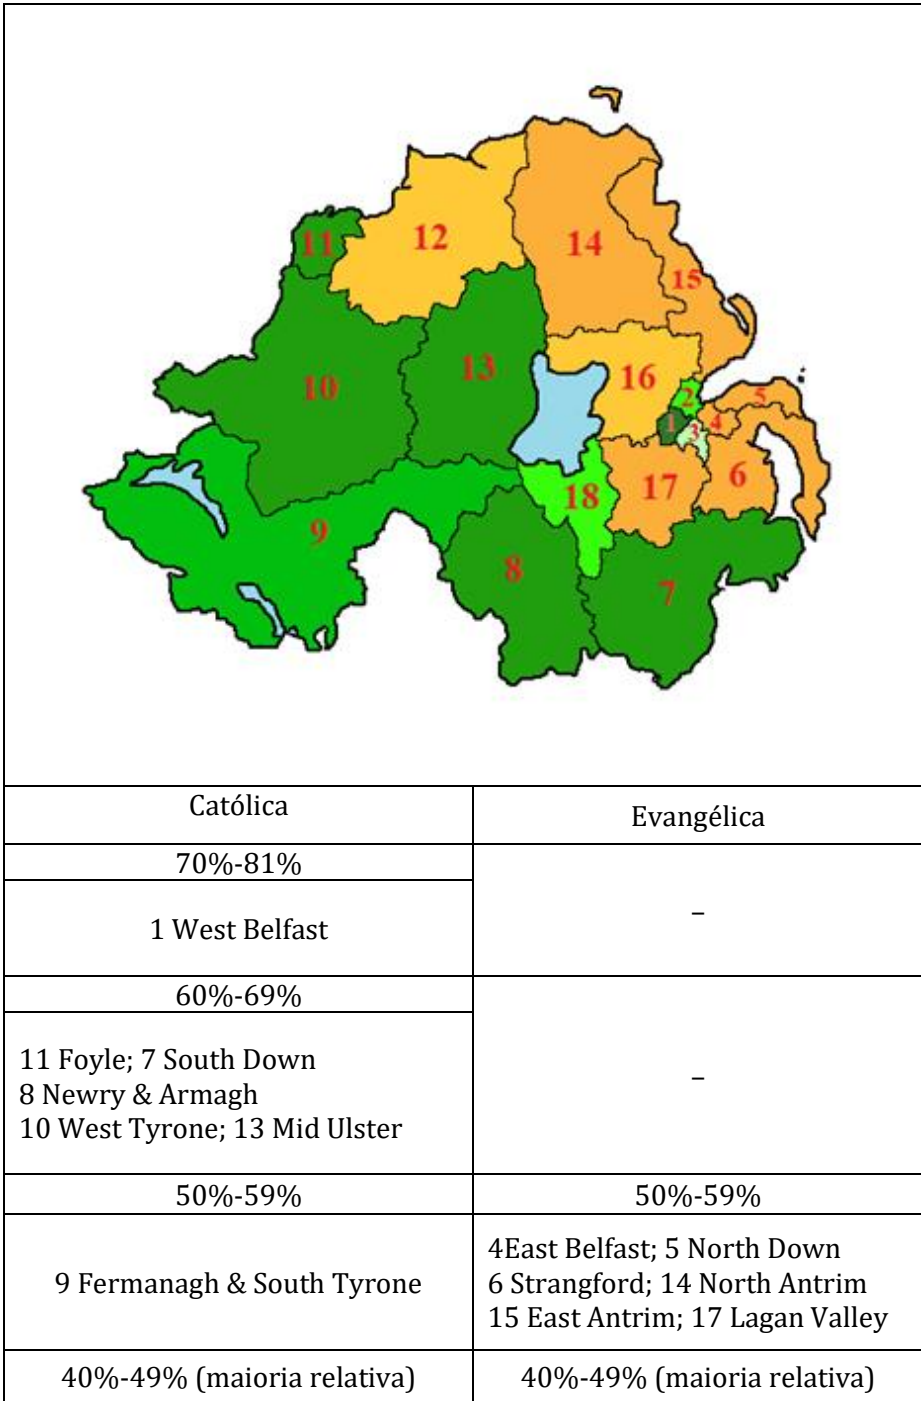 12
11
14
15
13
10
16
2
5
1
3
4
17
6
18
9
8
7
Católica
Evangélica
70%-81%
1 West Belfast
–
60%-69%
11 Foyle; 7 South Down
8 Newry & Armagh
10 West Tyrone; 13 Mid Ulster
–
50%-59%
50%-59%
9 Fermanagh & South Tyrone
4East Belfast; 5 North Down
6 Strangford; 14 North Antrim
15 East Antrim; 17 Lagan Valley
40%-49% (maioria relativa)
40%-49% (maioria relativa)